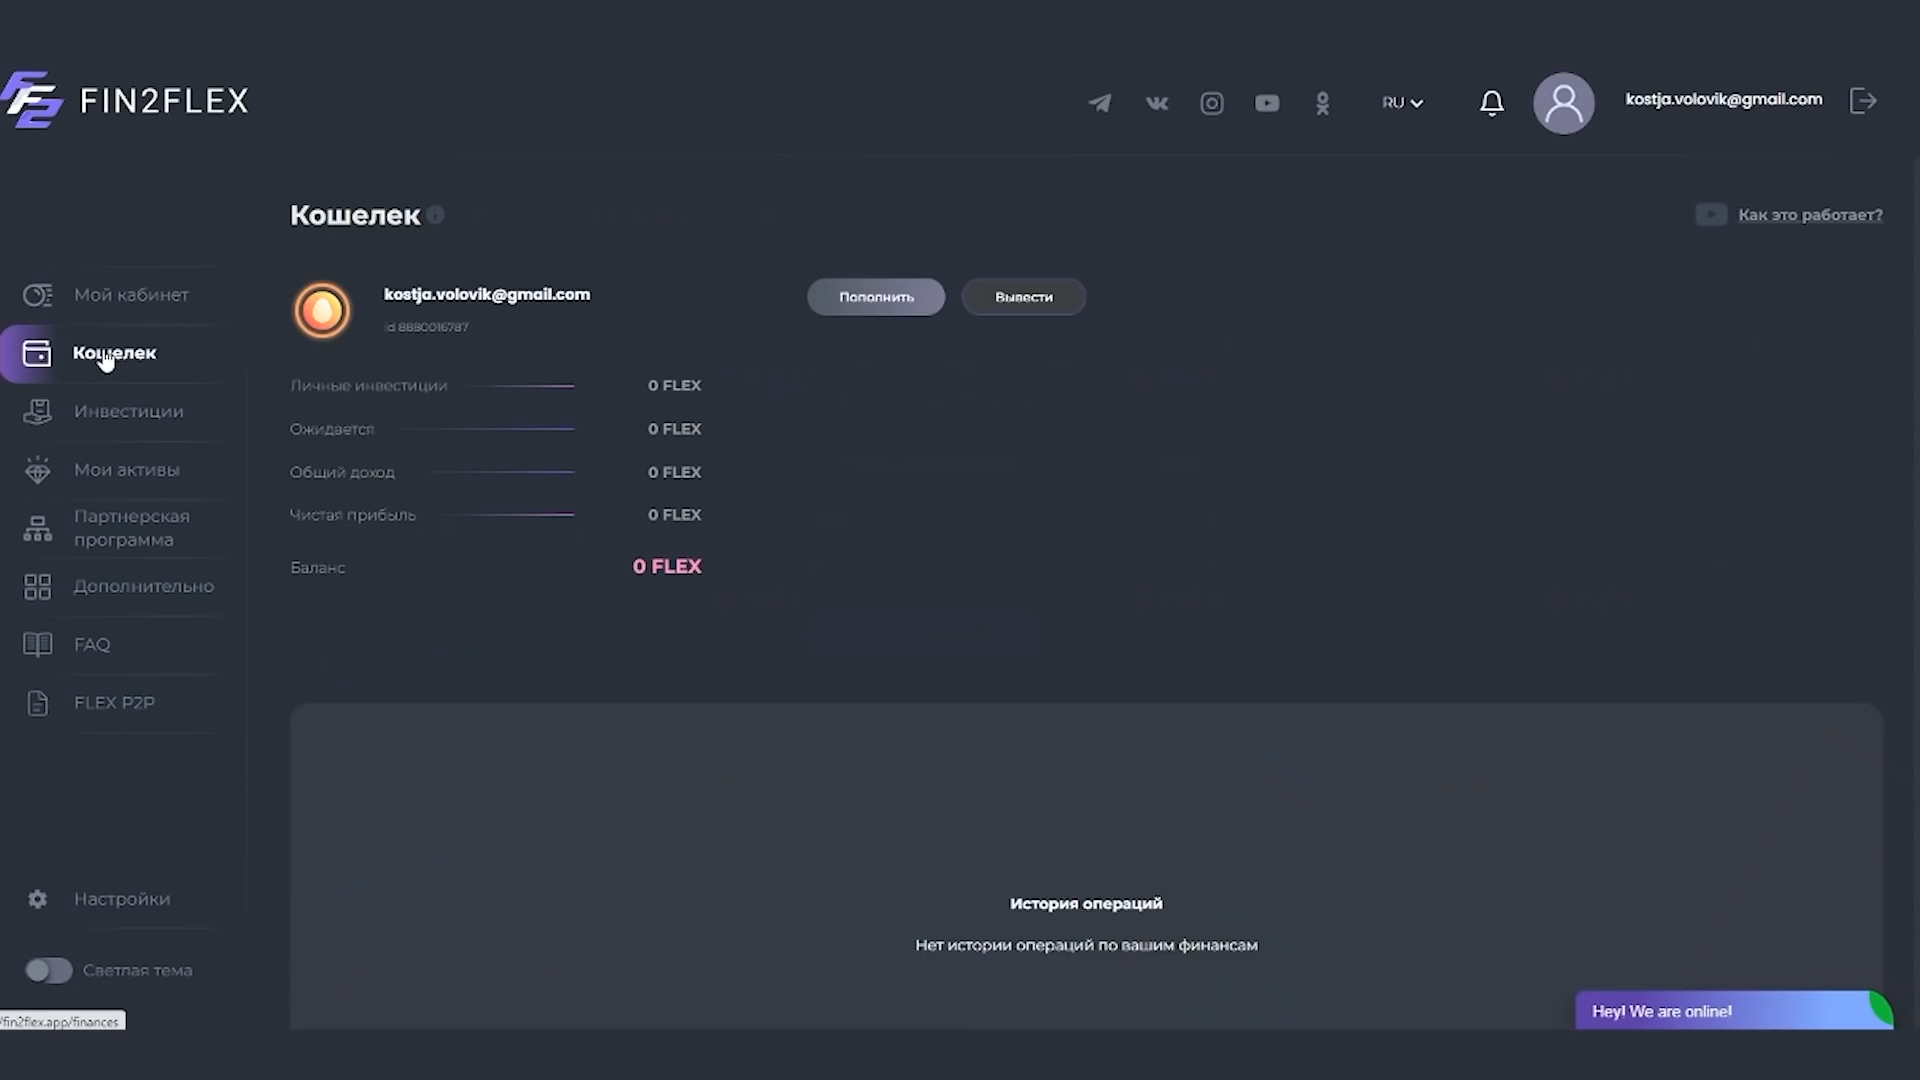 FIN2FLEX
RU
kostja.volovik@gmail.com
Кошелек
Как это работает?
kostja.volovik@gmail.com
id 8880016787
Пополнить
Вывести
Личные инвестиции
0 FLEX
Ожидается
0 FLEX
Общий доход
0 FLEX
Чистая прибыль
0 FLEX
Баланс
0 FLEX
Мой кабинет
Кошелек
Инвестиции
Мои активы
Партнерская
программа
Дополнительно
FAQ
FLEX P2P
Настройки
Светлая тема
/fin2flex.app/finances
История операций
Нет истории операций по вашим финансам
Hey! We are online!